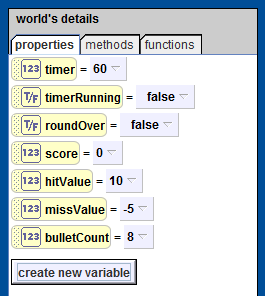 world's details
properties methods functions
123 timer = 60
T/F timerRunning = false
T/F roundOver = false
123 score = 0
123 hitValue = 10
123 missValue = -5
123 bulletCount = 8
create new variable